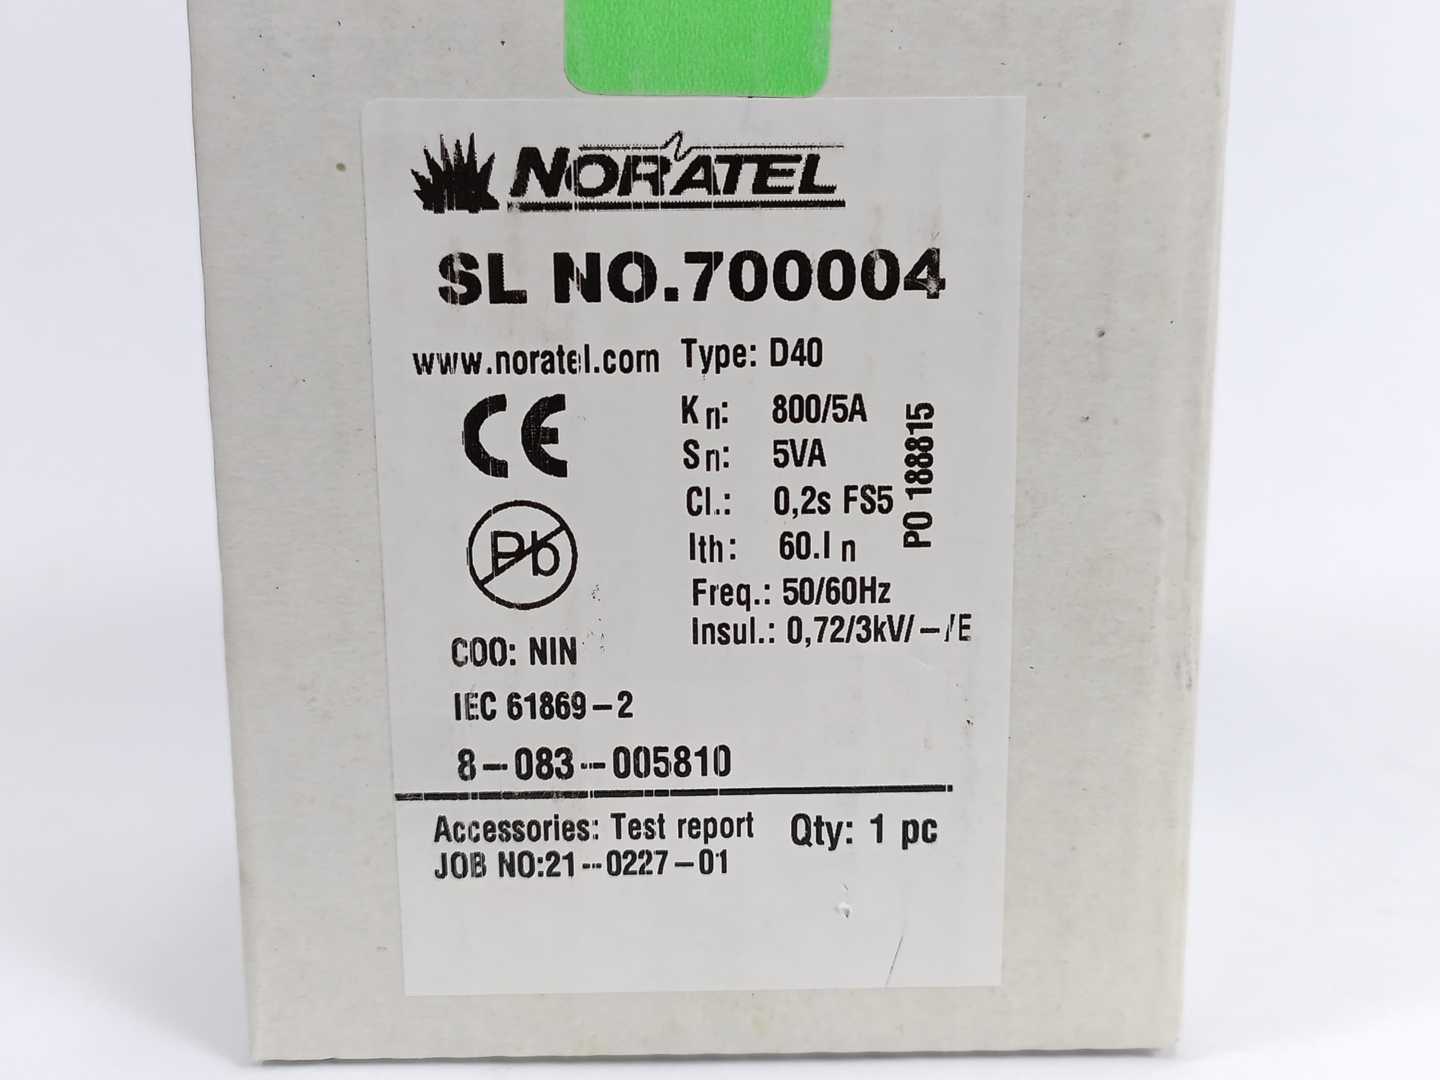 NORATEL
SL NO.700004
www.noratel.com
Type: D40
Kn: 800/5A
Sn: 5VA
Cl.: 0,2s FS5
Ith: 60.In
Freq.: 50/60Hz
Insul.: 0,72/3kV/-/E
PO 188815
CE
Pb
COO: NIN
IEC 61869-2
8-083-005810
Accessories: Test report
Qty: 1 pc
JOB NO:21-0227-01